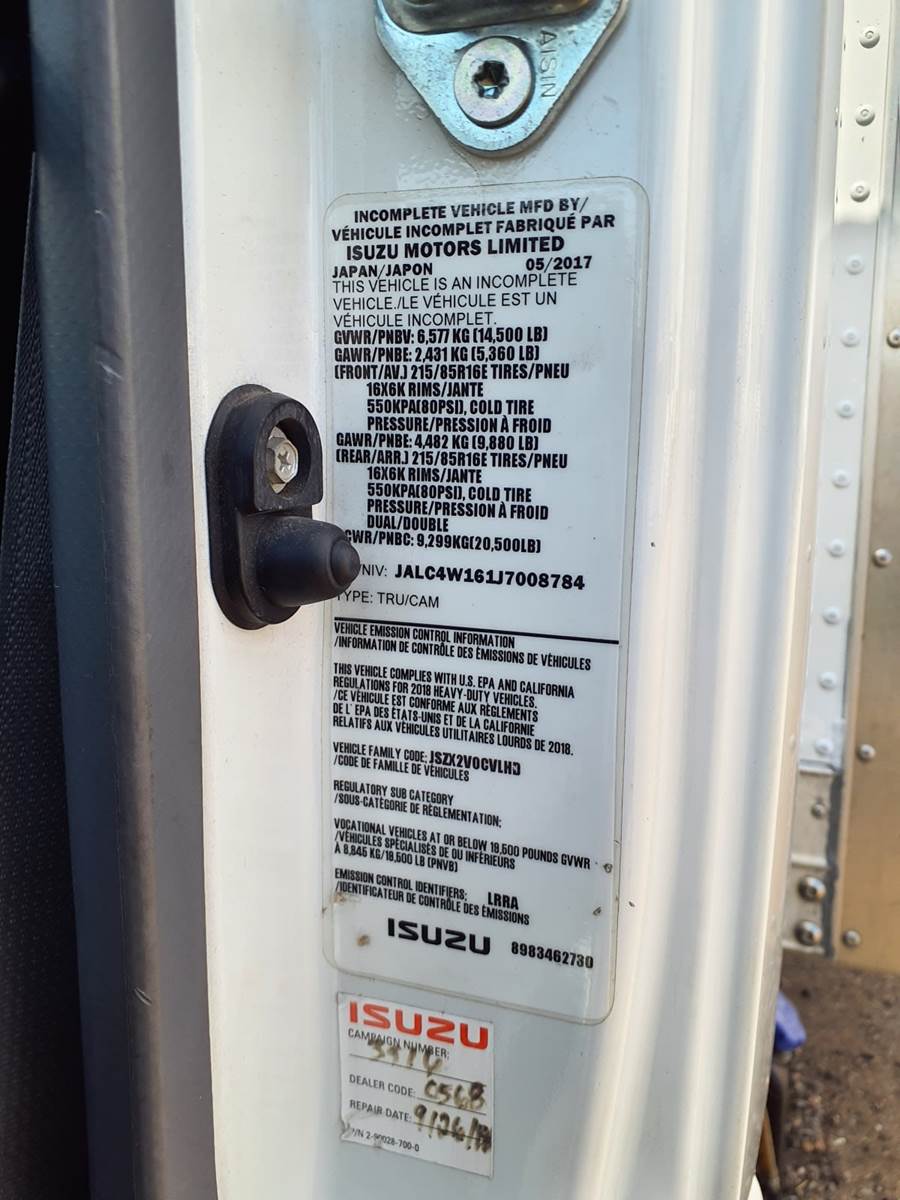 AISIN
INCOMPLETE VEHICLE MFD BY/
VÉHICULE INCOMPLET FABRIQUÉ PAR
ISUZU MOTORS LIMITED
JAPAN/JAPON 05/2017
THIS VEHICLE IS AN INCOMPLETE
VEHICLE./LE VÉHICULE EST UN
VÉHICULE INCOMPLET.
GVWR/PNBV: 6,577 KG (14,500 LB)
GAWR/PNBE: 2,431 KG (5,360 LB)
(FRONT/AV.) 215/85R16E TIRES/PNEU
16X6K RIMS/JANTE
550KPA(80PSI), COLD TIRE
PRESSURE/PRESSION À FROID
GAWR/PNBE: 4,482 KG (9,880 LB)
(REAR/ARR.) 215/85R16E TIRES/PNEU
16X6K RIMS/JANTE
550KPA(80PSI), COLD TIRE
PRESSURE/PRESSION À FROID
DUAL/DOUBLE
CWR/PNBC: 9,299KG(20,500LB)
/NIV: JALC4W161J7008784
TYPE: TRU/CAM
VEHICLE EMISSION CONTROL INFORMATION
/INFORMATION DE CONTRÔLE DES ÉMISSIONS DE VÉHICULES
THIS VEHICLE COMPLIES WITH U.S. EPA AND CALIFORNIA
REGULATIONS FOR 2018 HEAVY-DUTY VEHICLES.
/CE VÉHICULE EST CONFORME AUX RÈGLEMENTS
DE L' EPA DES ÉTATS-UNIS ET DE LA CALIFORNIE
RELATIFS AUX VÉHICULES UTILITAIRES LOURDS DE 2018.
VEHICLE FAMILY CODE:
/CODE DE FAMILLE DE VÉHICULES
REGULATORY SUB CATEGORY
/SOUS-CATÉGORIE DE RÈGLEMENTATION:
VOCATIONAL VEHICLES AT OR BELOW 19,500 POUNDS GVWR
/VÉHICULES SPÉCIALISÉS DE OU INFÉRIEURS
À 8,845 KG/19,500 LB (PNVB)
EMISSION CONTROL IDENTIFIERS: LRRA
/IDENTIFICATEUR DE CONTRÔLE DES ÉMISSIONS
ISUZU 8983462730
ISUZU
CAMPAIGN NUMBER:
DEALER CODE: C56B
REPAIR DATE:
P/N 2-90028-700-0